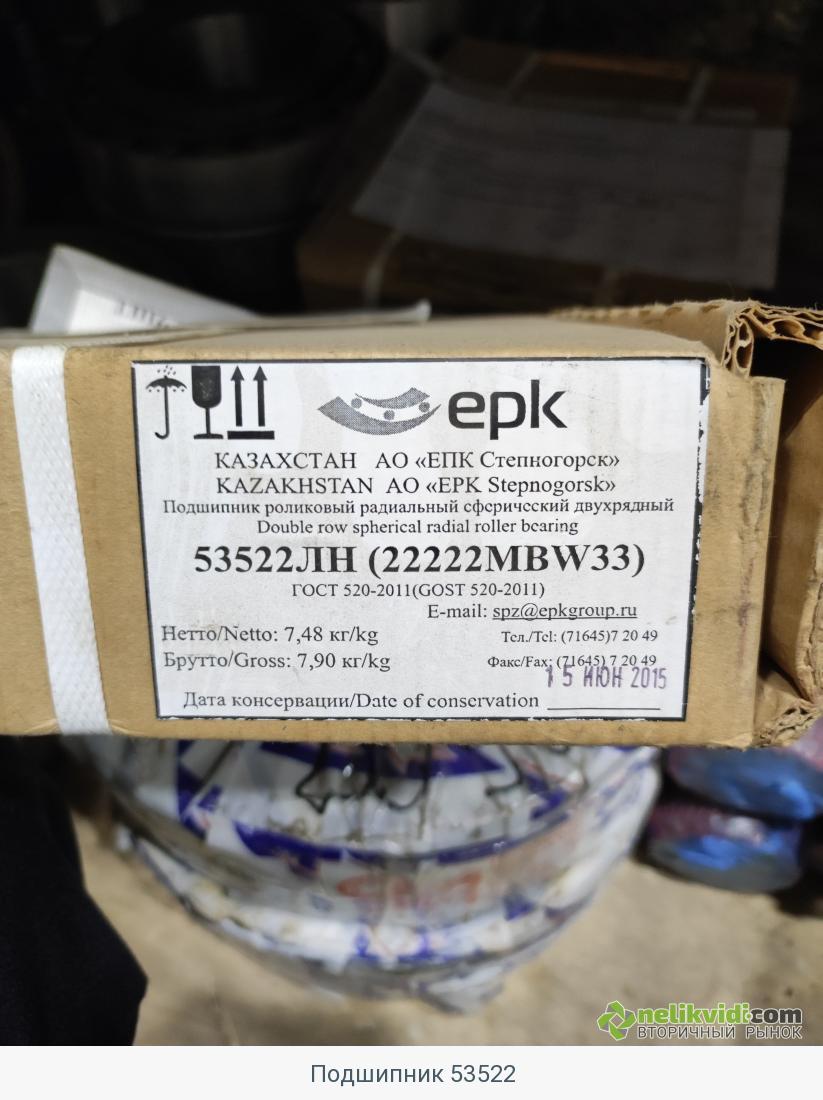 epk
КАЗАХСТАН АО «ЕПК Степногорск»
KAZAKHSTAN AO «EPK Stepnogorsk»
Подшипник роликовый радиальный сферический двухрядный
Double row spherical radial roller bearing
53522ЛН (22222MBW33)
ГОСТ 520-2011(GOST 520-2011)
E-mail: spz@epkgroup.ru
Нетто/Netto: 7,48 кг/kg
Тел./Tel: (71645)7 20 49
Брутто/Gross: 7,90 кг/kg
Факс/Fax: (71645) 7 20 49
15 ИЮН 2015
Дата консервации/Date of conservation
nelikvidi.com
ВТОРИЧНЫЙ РЫНОК
Подшипник 53522